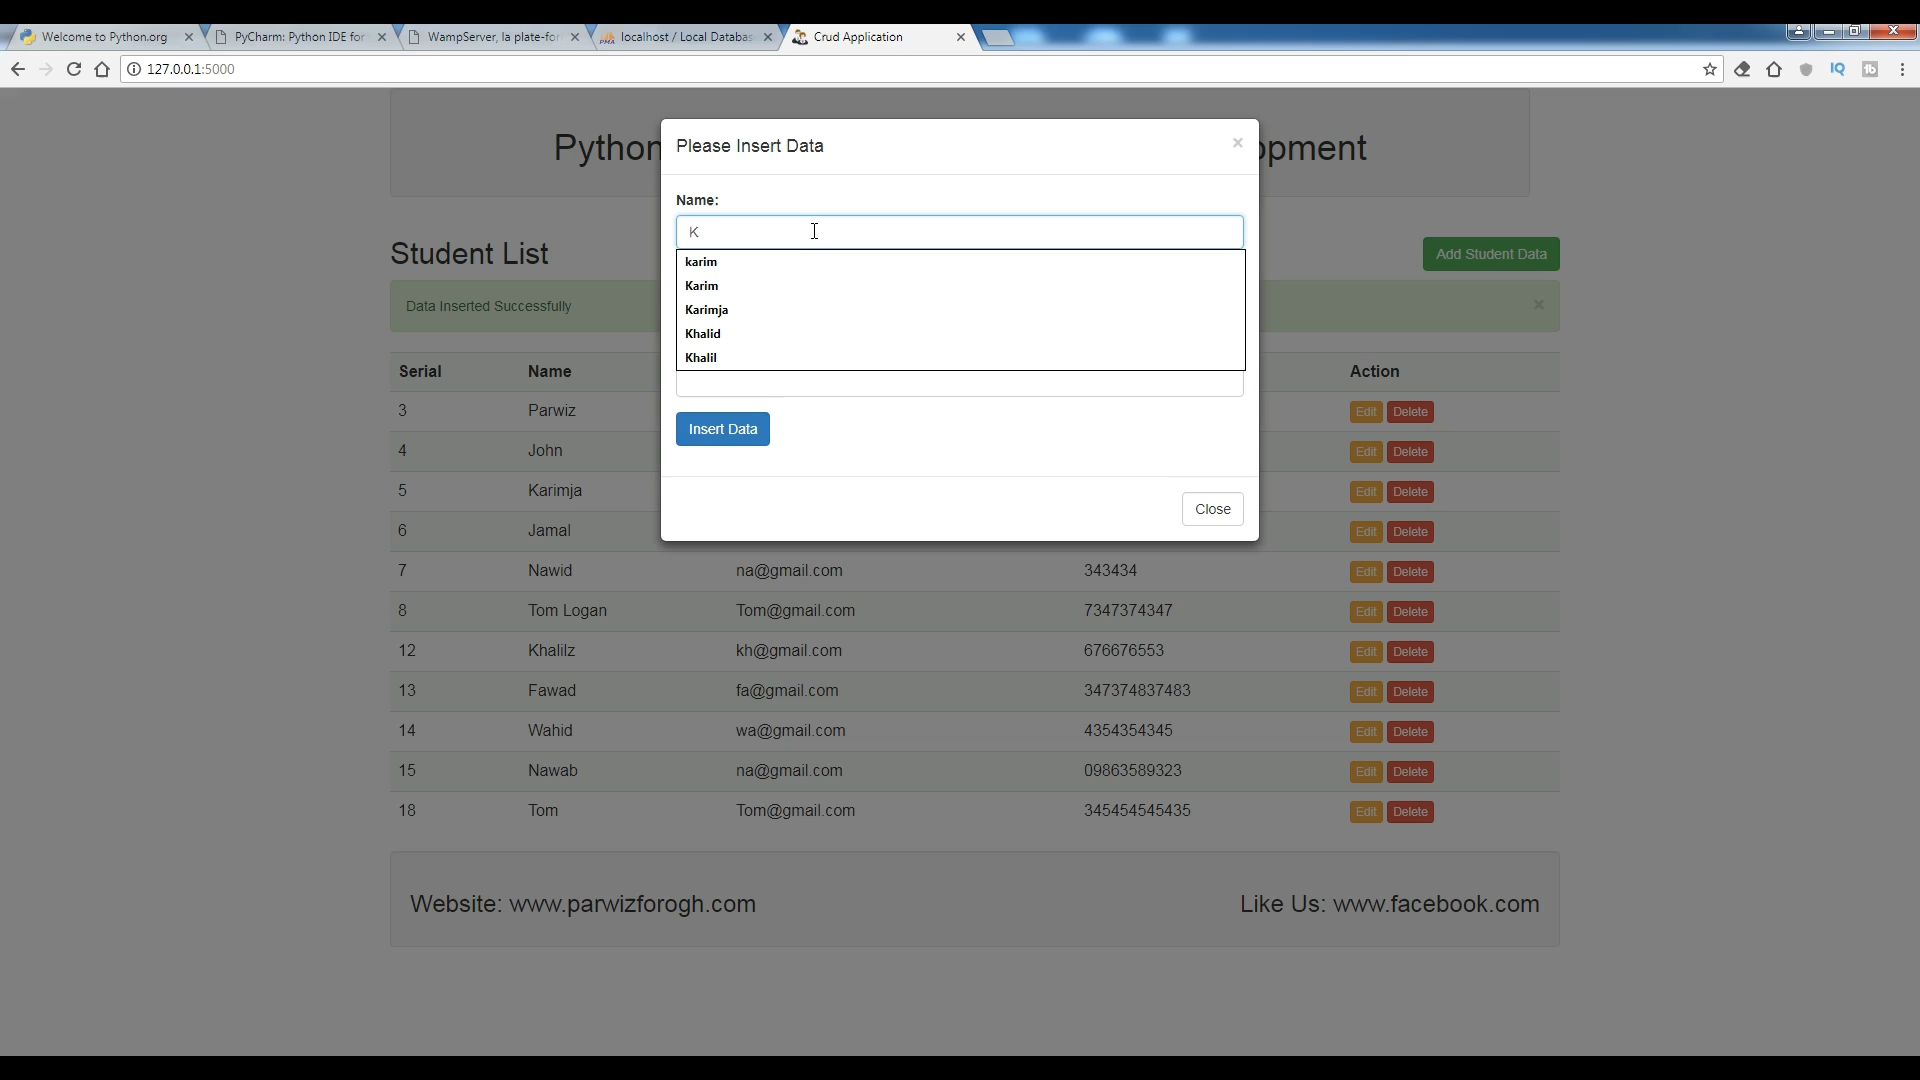 Welcome to Python.org
PyCharm: Python IDE for
WampServer, la plate-for
localhost / Local Databas
Crud Application
127.0.0.1:5000
Python
opment
Please Insert Data
×
Name:
K
karim
Karim
Karimja
Khalid
Khalil
Insert Data
Close
Student List
Add Student Data
Data Inserted Successfully
×
Serial Name Action
3 Parwiz Edit Delete
4 John Edit Delete
5 Karimja Edit Delete
6 Jamal Edit Delete
7 Nawid na@gmail.com 343434 Edit Delete
8 Tom Logan Tom@gmail.com 7347374347 Edit Delete
12 Khalilz kh@gmail.com 676676553 Edit Delete
13 Fawad fa@gmail.com 347374837483 Edit Delete
14 Wahid wa@gmail.com 4354354345 Edit Delete
15 Nawab na@gmail.com 09863589323 Edit Delete
18 Tom Tom@gmail.com 345454545435 Edit Delete
Website: www.parwizforogh.com
Like Us: www.facebook.com